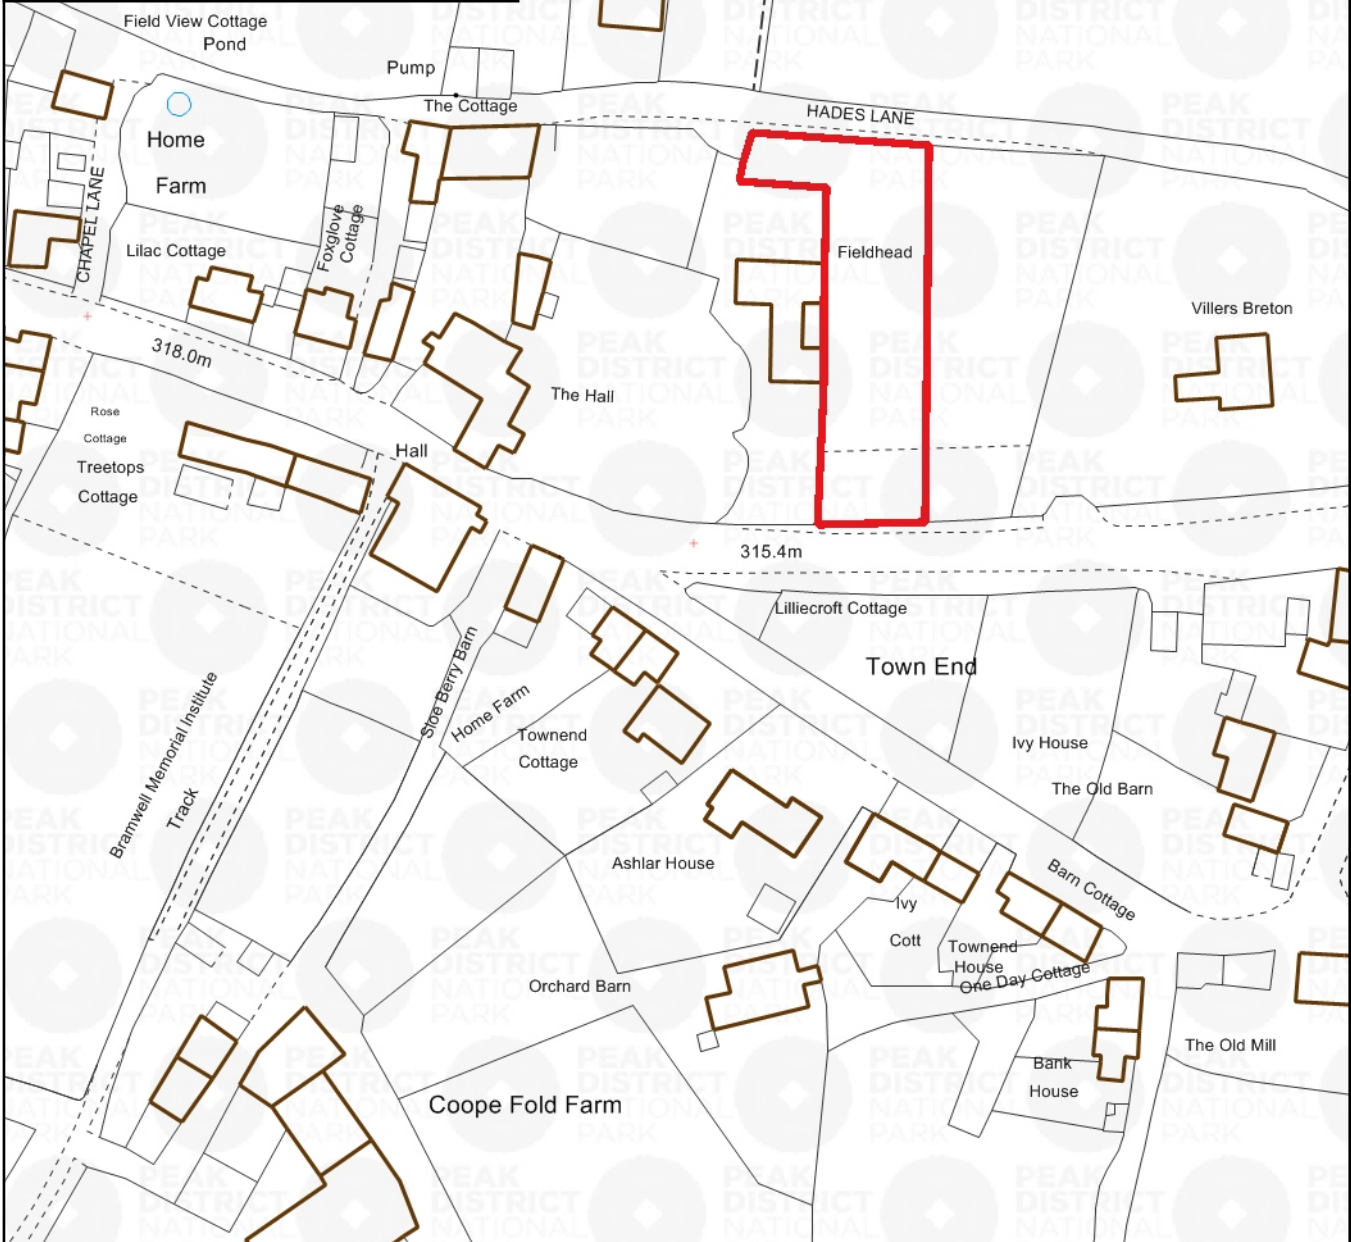 Field View Cottage
Pond
Pump
The Cottage
HADES LANE
Home
Farm
CHAPEL LANE
Lilac Cottage
Foxglove
Cottage
Fieldhead
Villers Breton
318.0m
The Hall
Rose
Cottage
Treetops
Cottage
Hall
315.4m
Lilliecroft Cottage
Town End
Sloe Berry Barn
Home Farm
Townend
Cottage
Bramwell Memorial Institute
Track
Ivy House
The Old Barn
Ashlar House
Barn Cottage
Ivy
Cott
Townend
House
One Day Cottage
Orchard Barn
The Old Mill
Bank
House
Coope Fold Farm
PEAK
DISTRICT
NATIONAL
PARK